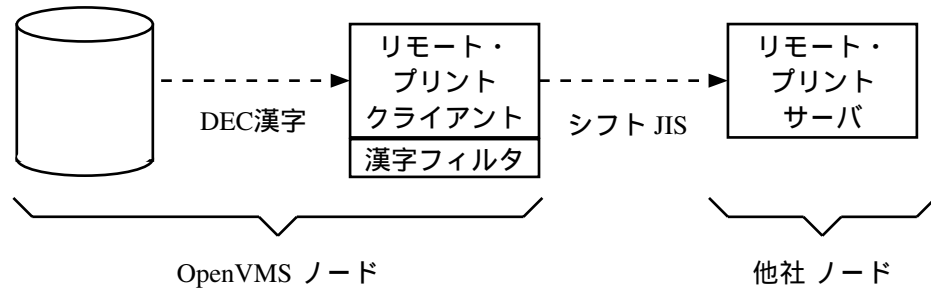 リモート・
プリント
クライアント
漢字フィルタ
DEC漢字
シフト JIS
リモート・
プリント
サーバ
OpenVMS ノード
他社 ノード